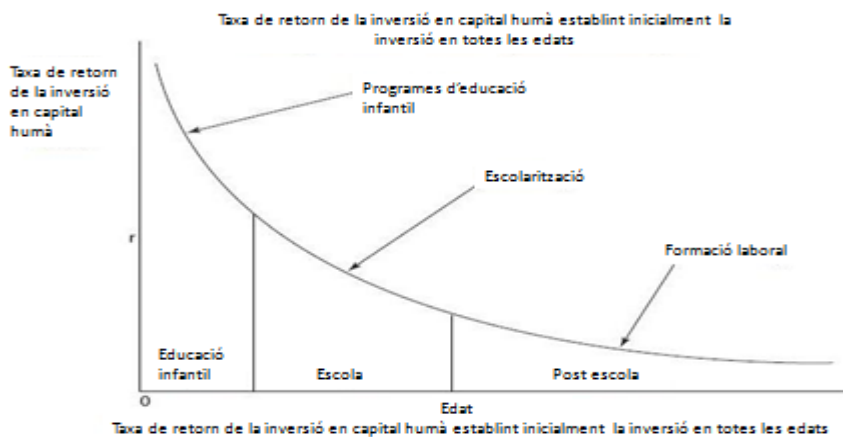 Taxa de retorn de la inversió en capital humà establint inicialment la
inversió en totes les edats
Taxa de retorn
de la inversió
en capital
humà
Programes d'educació
infantil
Escolarització
r
Formació laboral
Educació
infantil
Escola
Post escola
O
Edat
Taxa de retorn de la inversió en capital humà establint inicialment la inversió en totes les edats